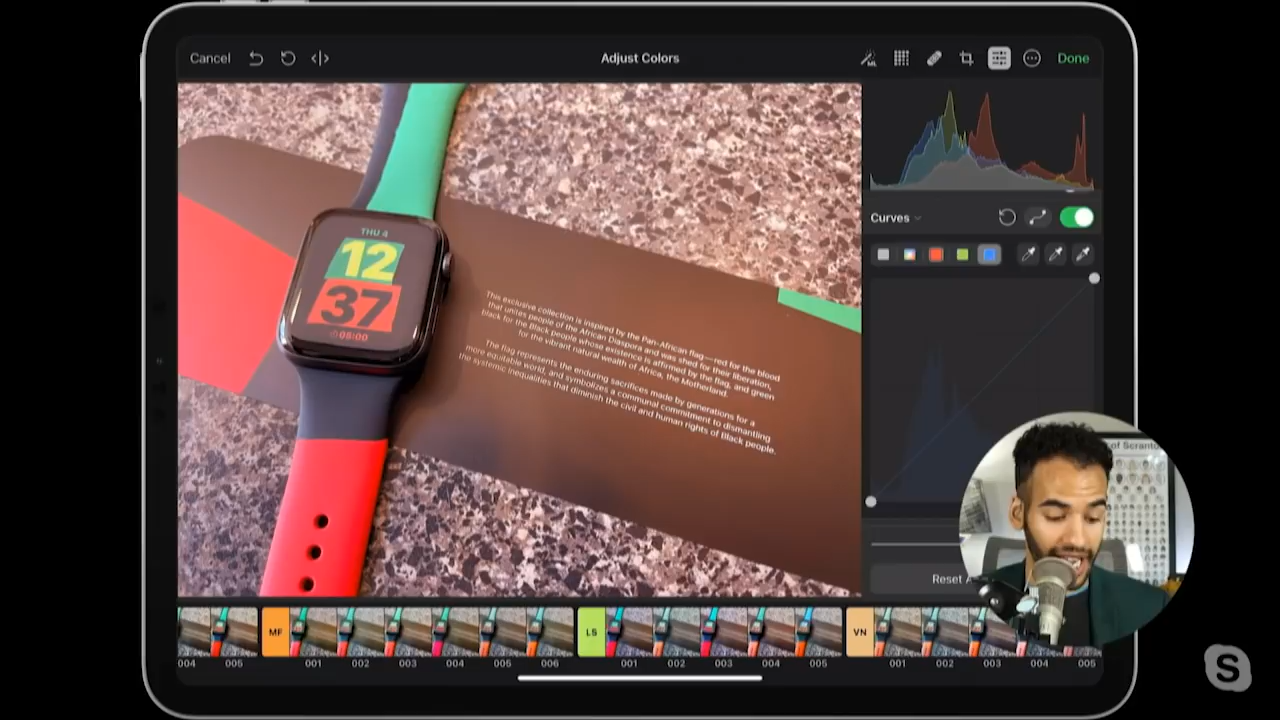 Cancel
Adjust Colors
ML
Done
THU 4
12
37
05:00
This exclusive collection is inspired by the Pan-African flag—red for the blood
that unites people of the African Diaspora and was shed for their liberation,
black for the Black people whose existence is affirmed by the flag, and green
for the vibrant natural wealth of Africa, the Motherland.
The flag represents the enduring sacrifices made by generations for a
more equitable world, and symbolizes a communal commitment to dismantling
the systemic inequalities that diminish the civil and human rights of Black people.
Curves
of Scranto
Reset A
MF
LS
VN
004 005 001 002 003 004 005 006 001 002 003 004 005 001 002 003 004 005
S